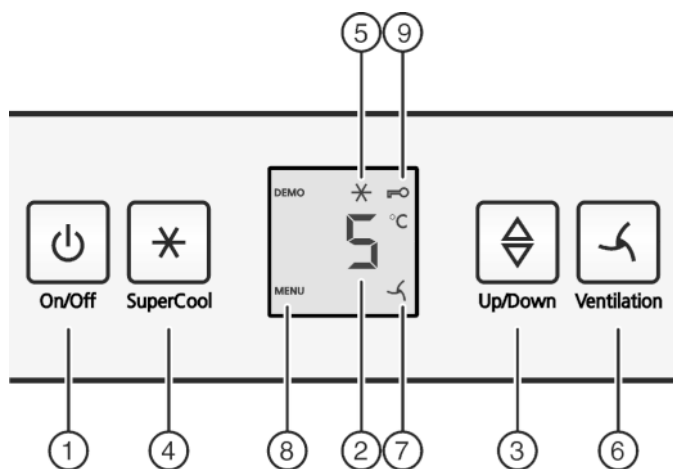 5 9
DEMO
°C
5
MENU
On/Off SuperCool Up/Down Ventilation
1 4 8 2 7 3 6